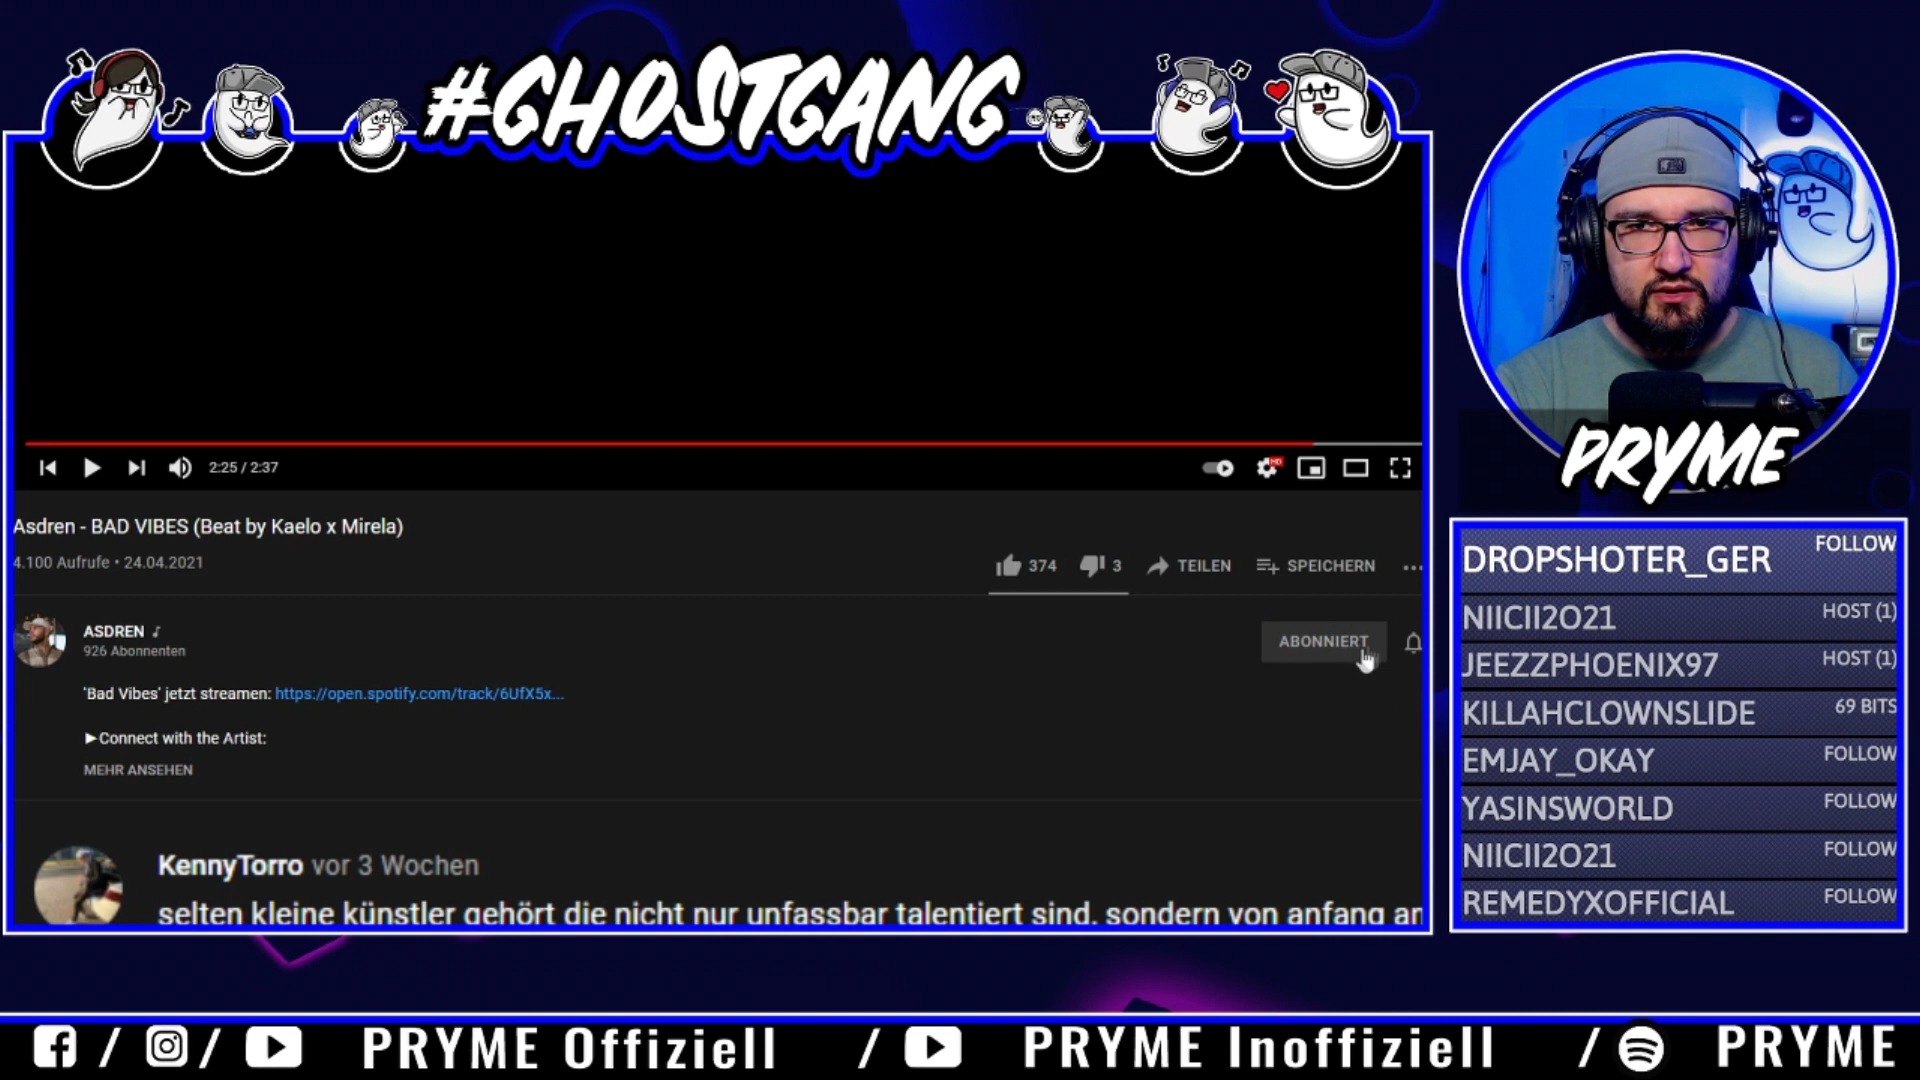 #GHOSTGANG
2:25 / 2:37
HD
Asdren - BAD VIBES (Beat by Kaelo x Mirela)
4.100 Aufrufe • 24.04.2021
374
3
TEILEN
SPEICHERN
ASDREN ♪
926 Abonnenten
ABONNIERT
'Bad Vibes' jetzt streamen: https://open.spotify.com/track/6UfX5x...
►Connect with the Artist:
MEHR ANSEHEN
KennyTorro vor 3 Wochen
selten kleine künstler gehört die nicht nur unfassbar talentiert sind, sondern von anfang an
PRYME
DROPSHOTER_GER FOLLOW
NIICII2021 HOST (1)
JEEZZPHOENIX97 HOST (1)
KILLAHCLOWNSLIDE 69 BITS
EMJAY_OKAY FOLLOW
YASINSWORLD FOLLOW
NIICII2021 FOLLOW
REMEDYXOFFICIAL FOLLOW
/ / PRYME Offiziell / PRYME Inoffiziell / PRYME